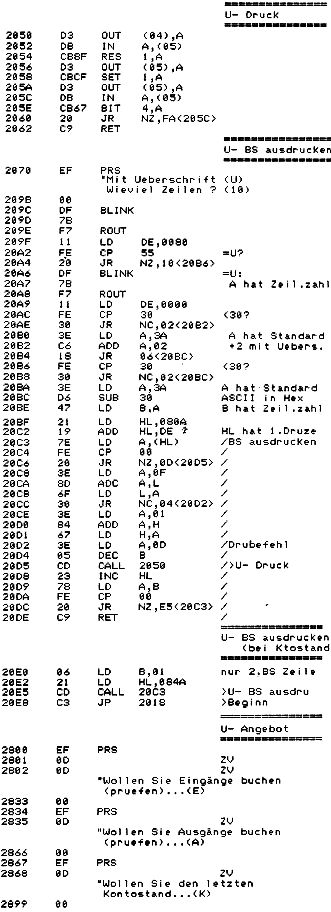 U- Druck
2050 D3 OUT (04),A
2052 DB IN A,(05)
2054 CB8F RES 1,A
2056 D3 OUT (05),A
2058 CBCF SET 1,A
205A D3 OUT (05),A
205C DB IN A,(05)
205E CB67 BIT 4,A
2060 20 JR NZ,FA(205C)
2062 C9 RET
U- BS ausdrucken
2070 EF PRS
"Mit Ueberschrift (U)
Wieviel Zeilen ? (10)
209B 00
209C DF BLINK
209D 7B
209E F7 ROUT
209F 11 LD DE,0080
20A2 FE CP 55 =U?
20A4 20 JR NZ,10(20B6)
20A6 DF BLINK =U:
20A7 7B A hat Zeil.zahl
20A8 F7 ROUT
20A9 11 LD DE,0000
20AC FE CP 30 <30?
20AE 30 JR NC,02(20B2)
20B0 3E LD A,3A A hat Standard
20B2 C6 ADD A,02 +2 mit Uebers.
20B4 18 JR 06(20BC)
20B6 FE CP 30 <30?
20B8 30 JR NC,02(20BC)
20BA 3E LD A,3A A hat Standard
20BC D6 SUB 30 ASCII in Hex
20BE 47 LD B,A B hat Zeil.zahl
20BF 21 LD HL,080A
20C2 19 ADD HL,DE ? HL hat 1.Druze
20C3 7E LD A,(HL) /BS ausdrucken
20C4 FE CP 00 /
20C6 20 JR NZ,0D(20D5) /
20C8 3E LD A,0F /
20CA 8D ADC A,L /
20CB 6F LD L,A /
20CC 30 JR NC,04(20D2) /
20CE 3E LD A,01 /
20D0 84 ADD A,H /
20D1 67 LD H,A /
20D2 3E LD A,0D /Drubefehl
20D4 05 DEC B /
20D5 CD CALL 2050 />U- Druck
20D8 23 INC HL /
20D9 78 LD A,B /
20DA FE CP 00 /
20DC 20 JR NZ,E5(20C3) /
20DE C9 RET /
U- BS ausdrucken
(bei Ktostand
20E0 06 LD B,01 nur 2.BS Zeile
20E2 21 LD HL,084A
20E5 CD CALL 20C3 >U- BS ausdru
20E8 C3 JP 2018 >Beginn
U- Angebot
2800 EF PRS
2801 0D ZV
2802 0D ZV
"Wollen Sie Eingänge buchen
(pruefen)...(E)
2833 00
2834 EF PRS
2835 0D ZV
"Wollen Sie Ausgänge buchen
(pruefen)...(A)
2866 00
2867 EF PRS
2868 0D ZV
"Wollen Sie den letzten
Kontostand...(K)
2899 00